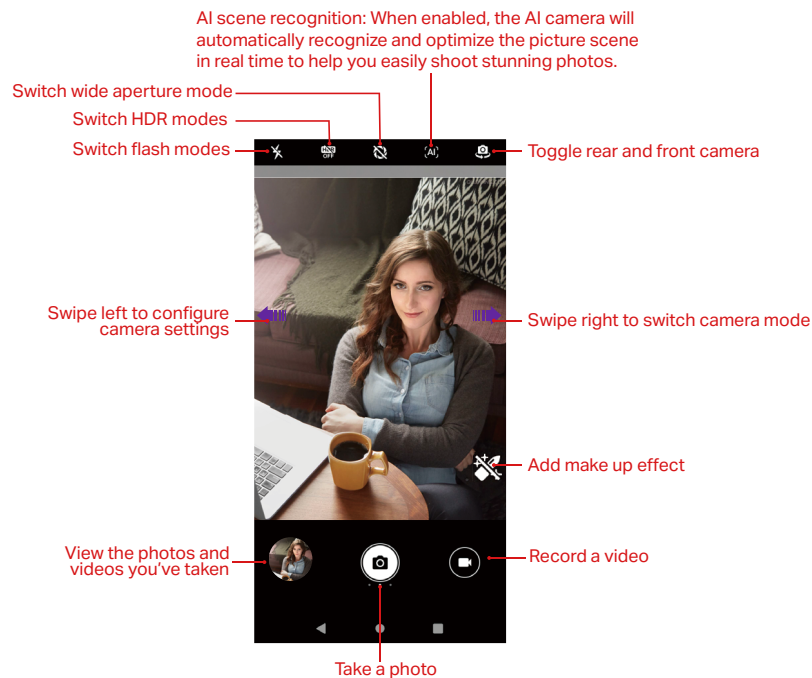 AI scene recognition: When enabled, the AI camera will
automatically recognize and optimize the picture scene
in real time to help you easily shoot stunning photos.
Switch wide aperture mode
Switch HDR modes
Switch flash modes
HDR
OFF
AI
Toggle rear and front camera
Swipe left to configure
camera settings
Swipe right to switch camera mode
Add make up effect
View the photos and
videos you've taken
Record a video
Take a photo